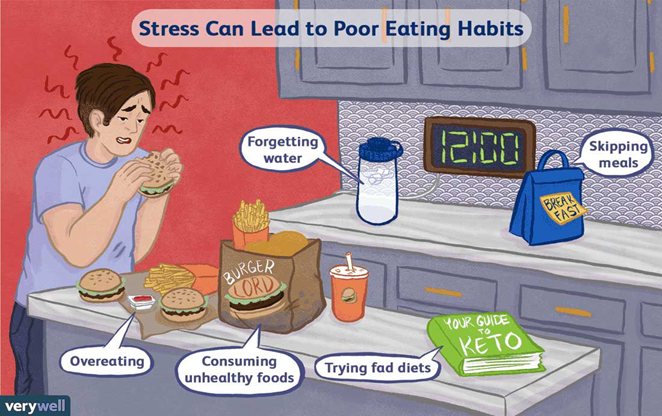 Stress Can Lead to Poor Eating Habits
Forgetting
water
12:00
Skipping
meals
BREAK
FAST
BURGER
LORD
YOUR GUIDE
TO
KETO
Overeating
Consuming
unhealthy foods
Trying fad diets
verywell